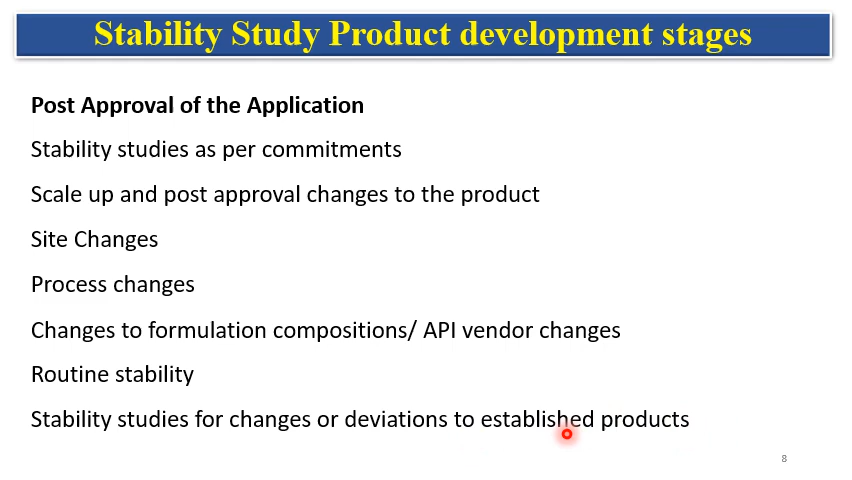 Stability Study Product development stages
Post Approval of the Application
Stability studies as per commitments
Scale up and post approval changes to the product
Site Changes
Process changes
Changes to formulation compositions/ API vendor changes
Routine stability
Stability studies for changes or deviations to established products
8